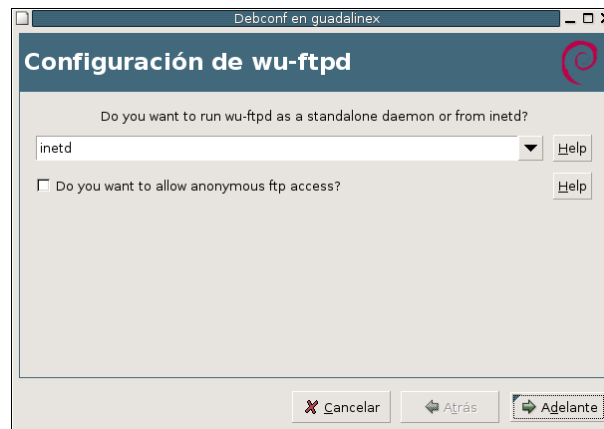 Debconf en guadalinex
Configuración de wu-ftpd
Do you want to run wu-ftpd as a standalone daemon or from inetd?
inetd
Help
Do you want to allow anonymous ftp access?
Help
Cancelar
Atrás
Adelante